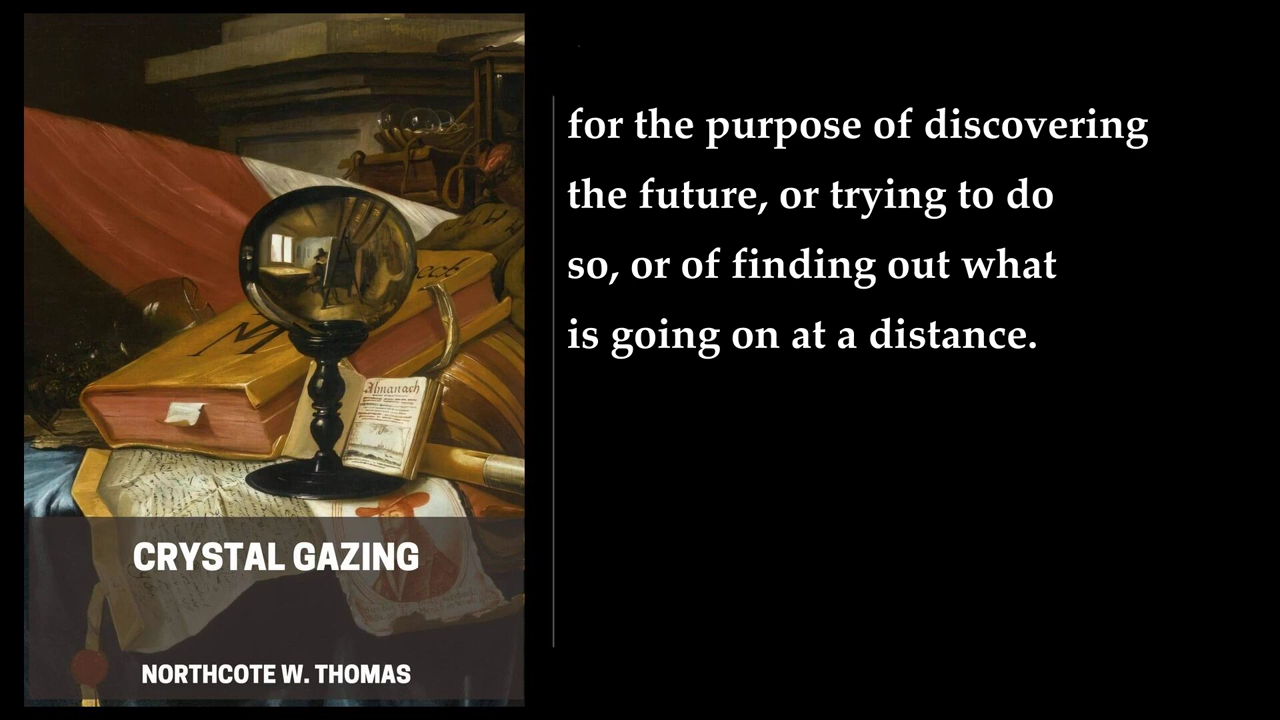 for the purpose of discovering
the future, or trying to do
so, or of finding out what
is going on at a distance.
M
Almanach
CRYSTAL GAZING
NORTHCOTE W. THOMAS